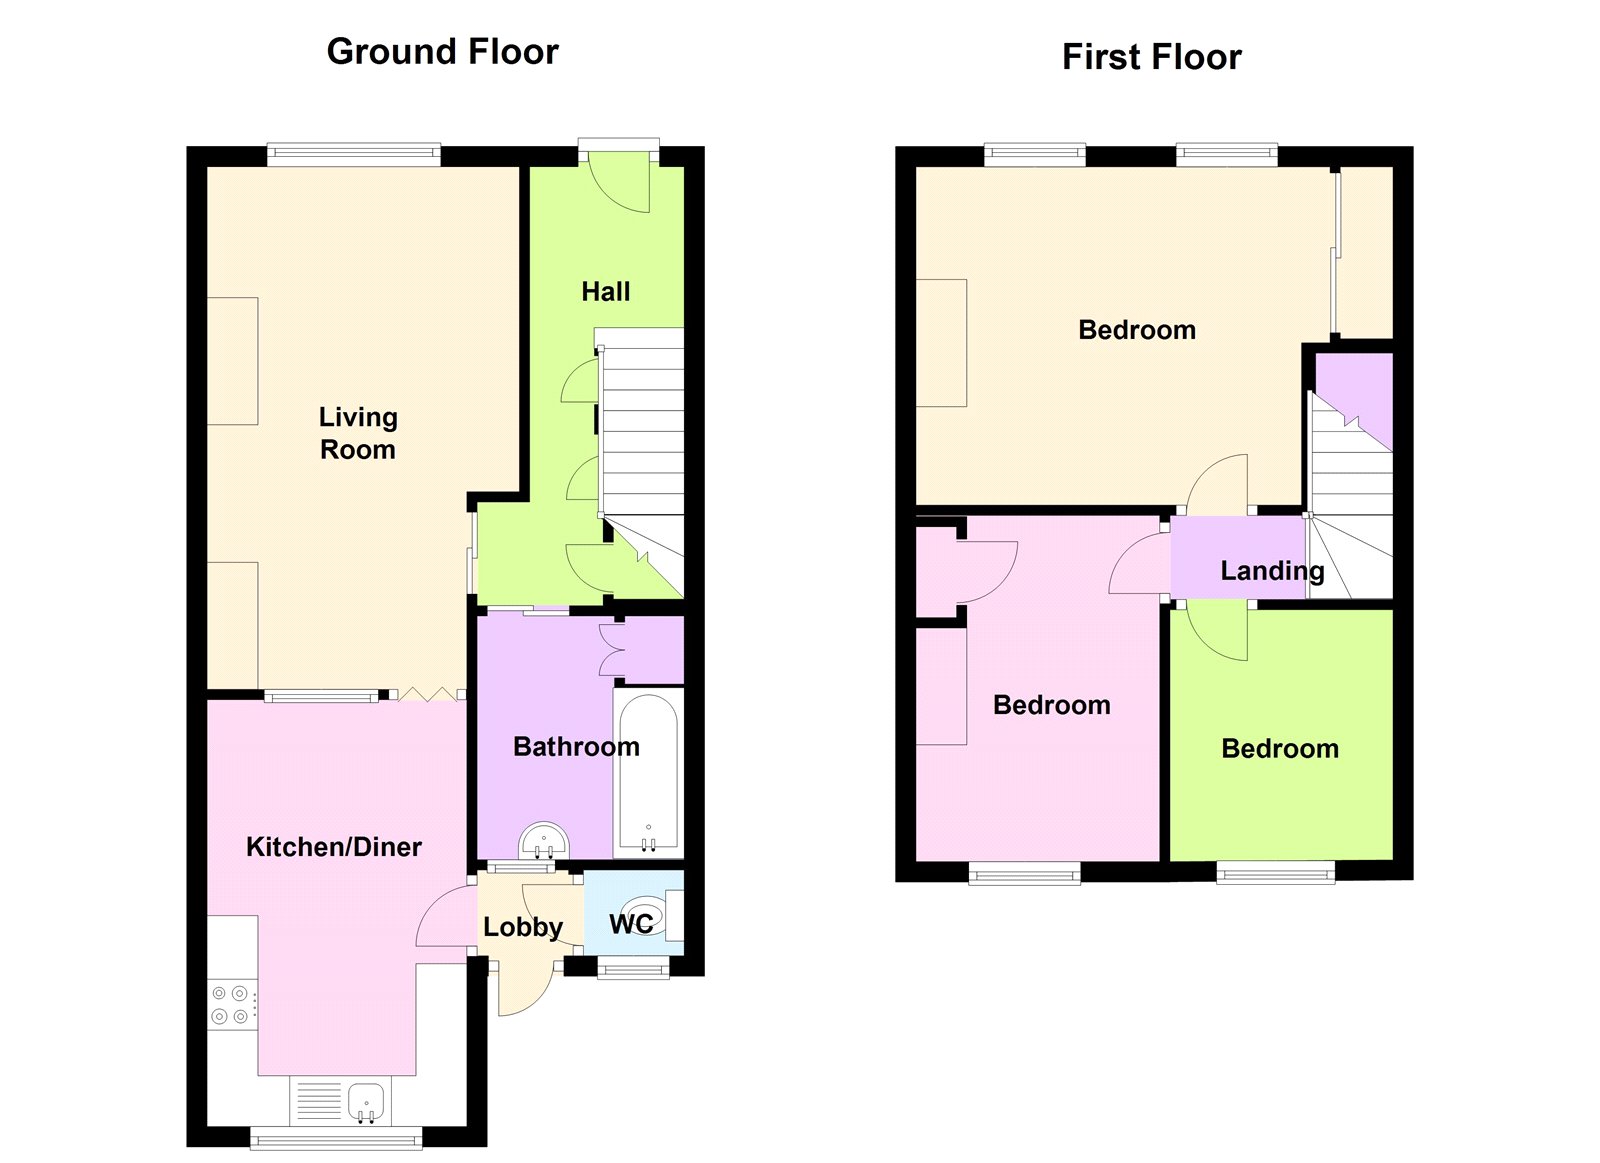 Ground Floor
First Floor
Hall
Living
Room
Bathroom
Kitchen/Diner
Lobby
WC
Bedroom
Landing
Bedroom
Bedroom